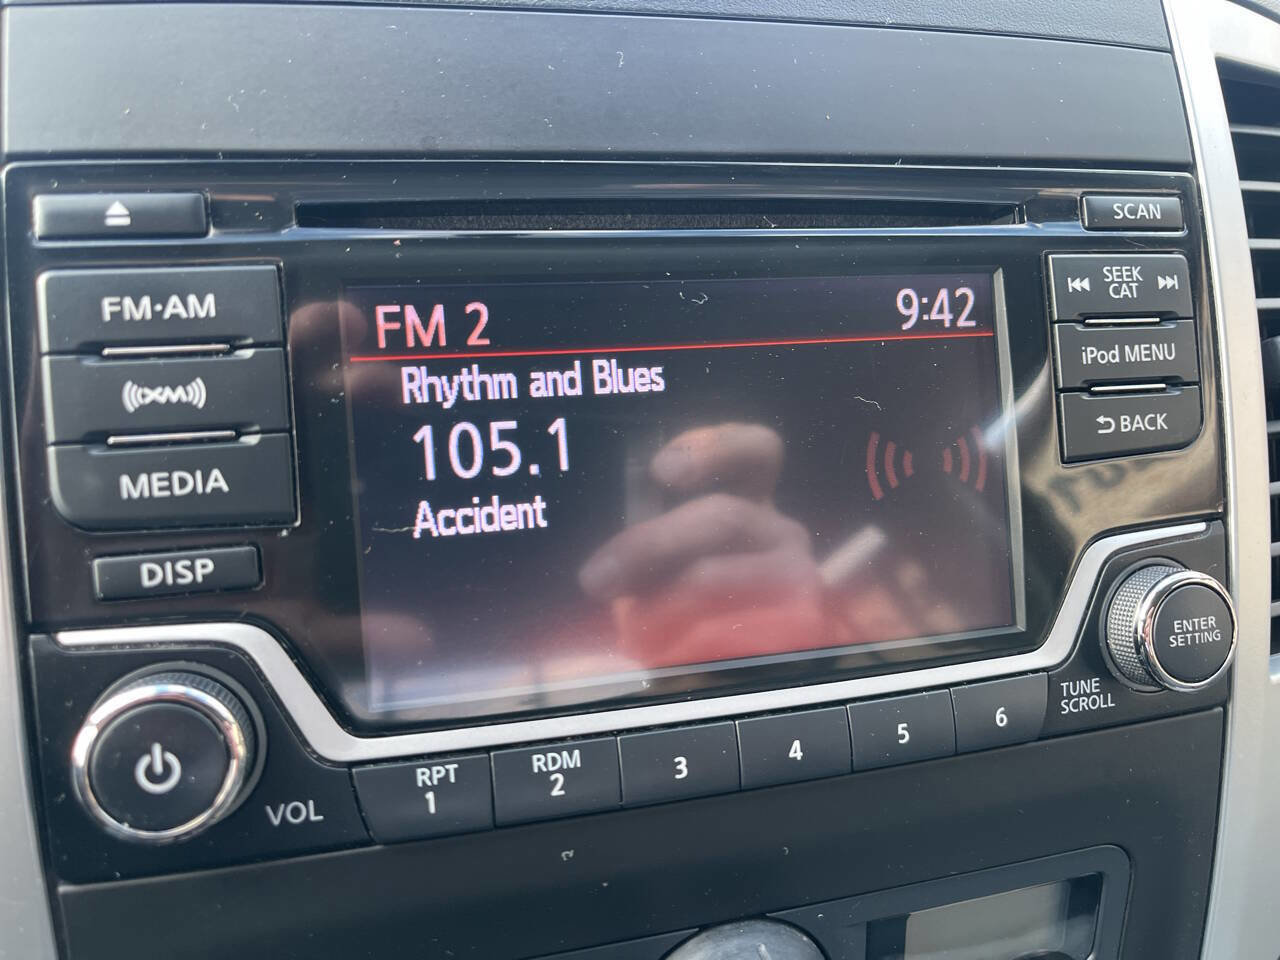 SCAN
FM·AM
XM
MEDIA
DISP
FM 2 9:42
Rhythm and Blues
105.1
Accident
SEEK
CAT
iPod MENU
BACK
ENTER
SETTING
TUNE
SCROLL
VOL
RPT
1
RDM
2
3
4
5
6